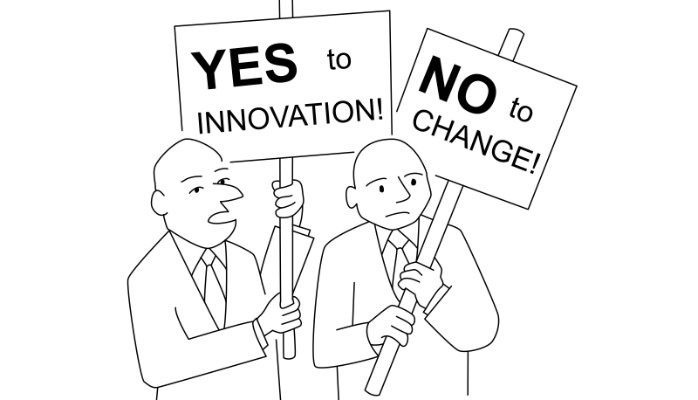 YES to
INNOVATION!
NO to
CHANGE!